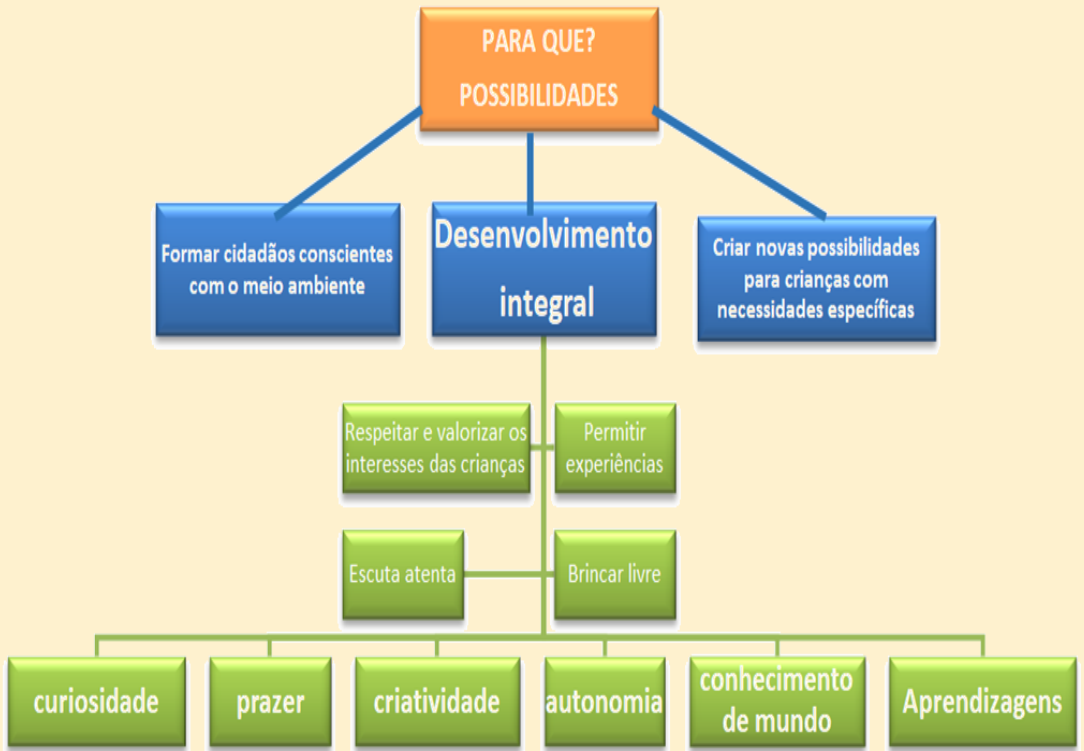 PARA QUE?
POSSIBILIDADES
Formar cidadãos conscientes
com o meio ambiente
Desenvolvimento
integral
Criar novas possibilidades
para crianças com
necessidades específicas
Respeitar e valorizar os
interesses das crianças
Permitir
experiências
Escuta atenta
Brincar livre
curiosidade
prazer
criatividade
autonomia
conhecimento
de mundo
Aprendizagens